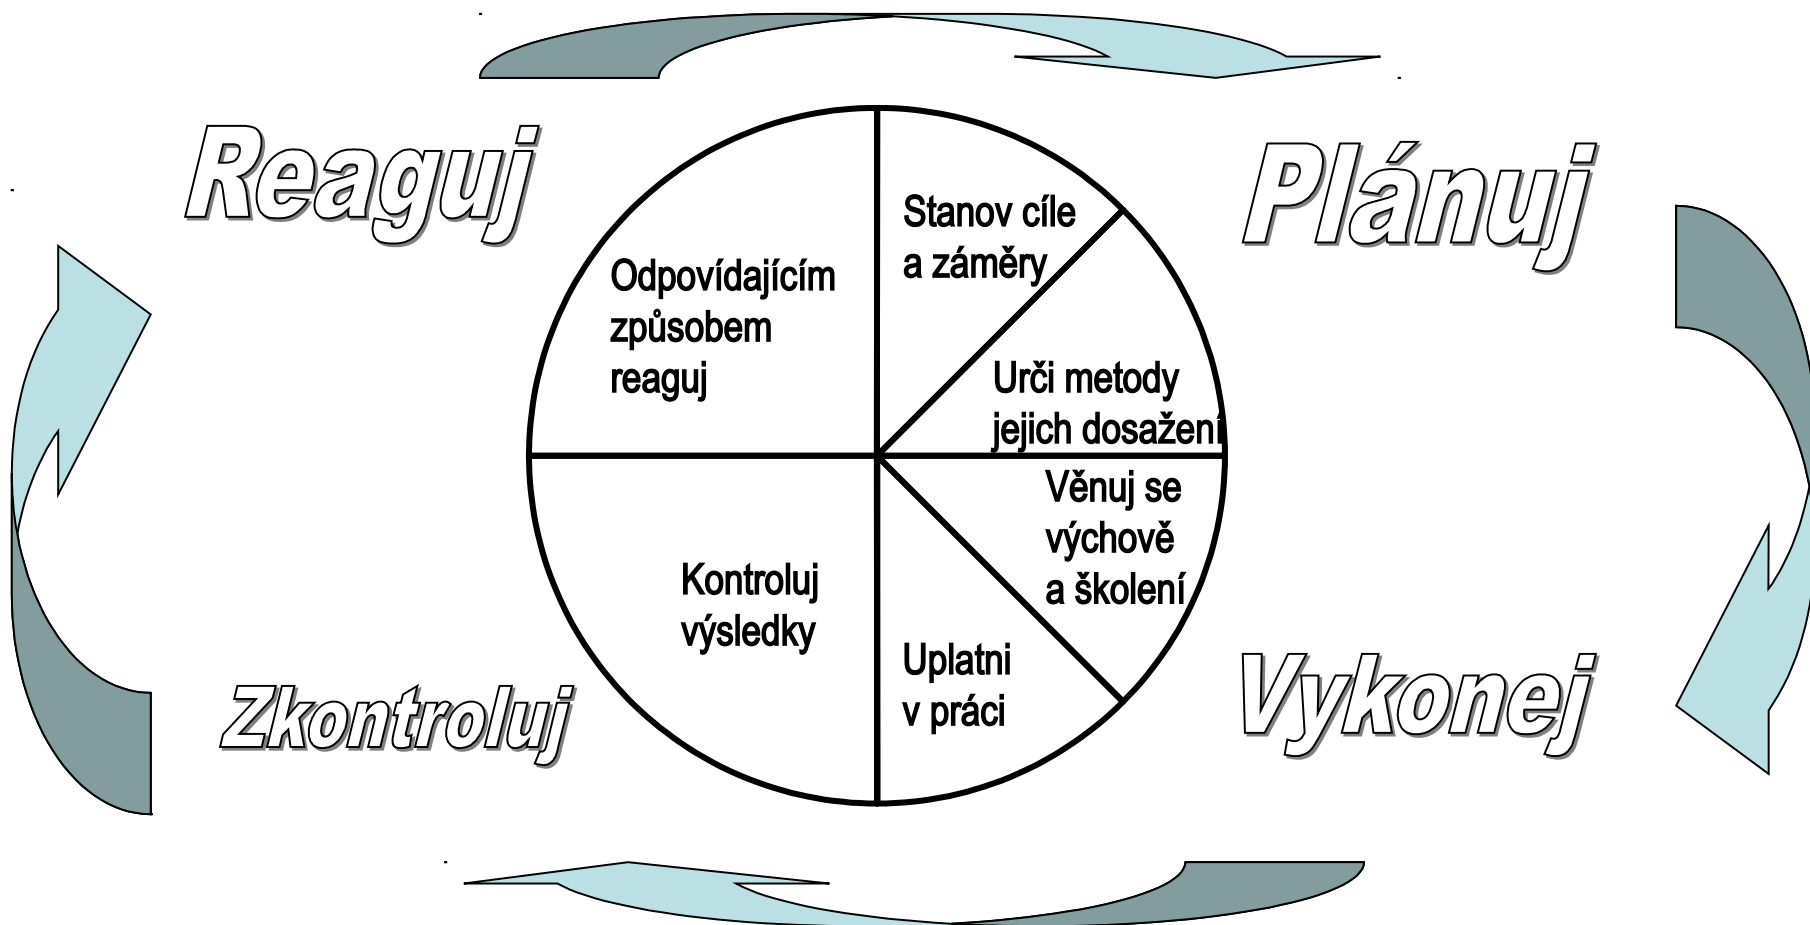 Reaguj
Plánuj
Stanov cíle
a záměry
Odpovídajícím
způsobem
reaguj
Urči metody
jejich dosažení
Věnuj se
výchově
a školení
Kontroluj
výsledky
Uplatni
v práci
Zkontroluj
Vykonej